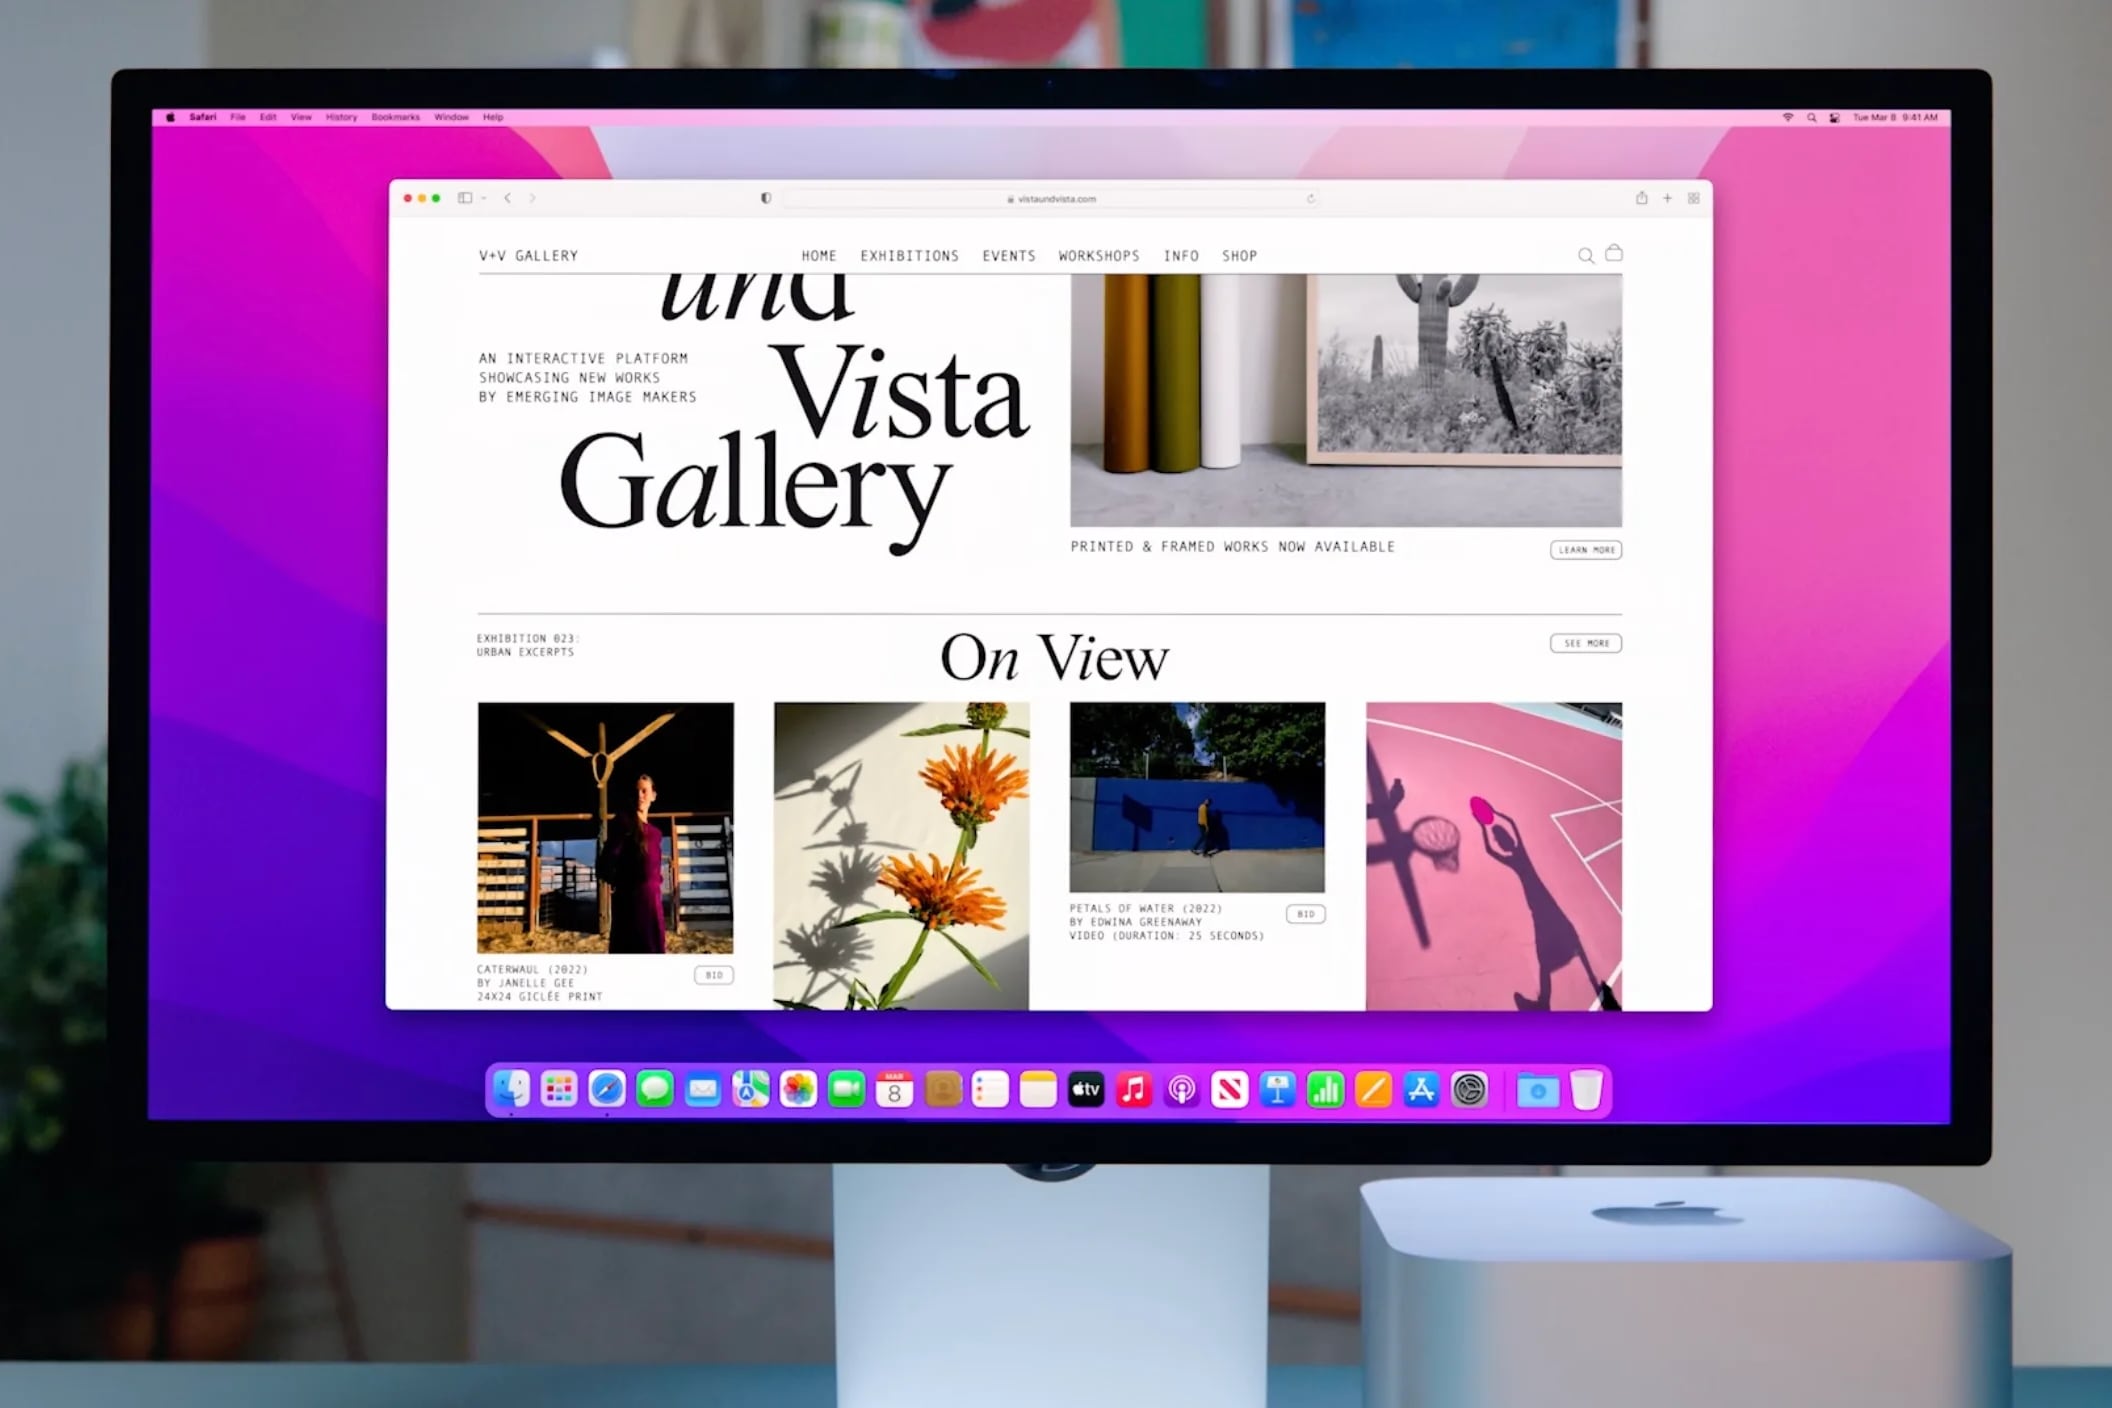 Safari File Edit View History Bookmarks Window Help
Tue Mar 8 9:41 AM
vistaundvista.com
V+V GALLERY
HOME EXHIBITIONS EVENTS WORKSHOPS INFO SHOP
und
AN INTERACTIVE PLATFORM
SHOWCASING NEW WORKS
BY EMERGING IMAGE MAKERS
Vista
Gallery
PRINTED & FRAMED WORKS NOW AVAILABLE
LEARN MORE
EXHIBITION 023:
URBAN EXCERPTS
On View
SEE MORE
CATERWAUL (2022)
BY JANELLE GEE
24X24 GICLÉE PRINT
BID
PETALS OF WATER (2022)
BY EDWINA GREENAWAY
VIDEO (DURATION: 25 SECONDS)
BID
MAR
8
tv